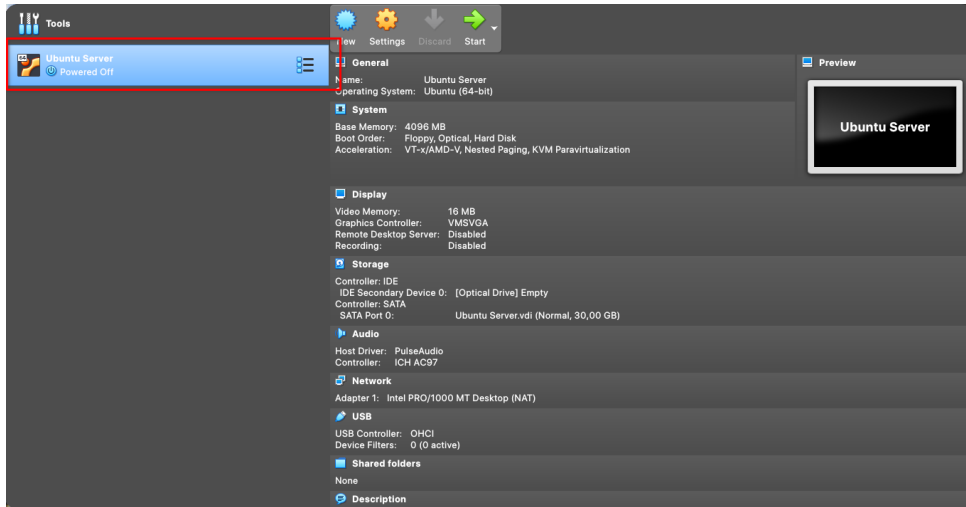 Tools
Ubuntu Server
Powered Off
New Settings Discard Start
General
Name: Ubuntu Server
Operating System: Ubuntu (64-bit)
System
Base Memory: 4096 MB
Boot Order: Floppy, Optical, Hard Disk
Acceleration: VT-x/AMD-V, Nested Paging, KVM Paravirtualization
Preview
Ubuntu Server
Display
Video Memory: 16 MB
Graphics Controller: VMSVGA
Remote Desktop Server: Disabled
Recording: Disabled
Storage
Controller: IDE
IDE Secondary Device 0: [Optical Drive] Empty
Controller: SATA
SATA Port 0: Ubuntu Server.vdi (Normal, 30,00 GB)
Audio
Host Driver: PulseAudio
Controller: ICH AC97
Network
Adapter 1: Intel PRO/1000 MT Desktop (NAT)
USB
USB Controller: OHCI
Device Filters: 0 (0 active)
Shared folders
None
Description